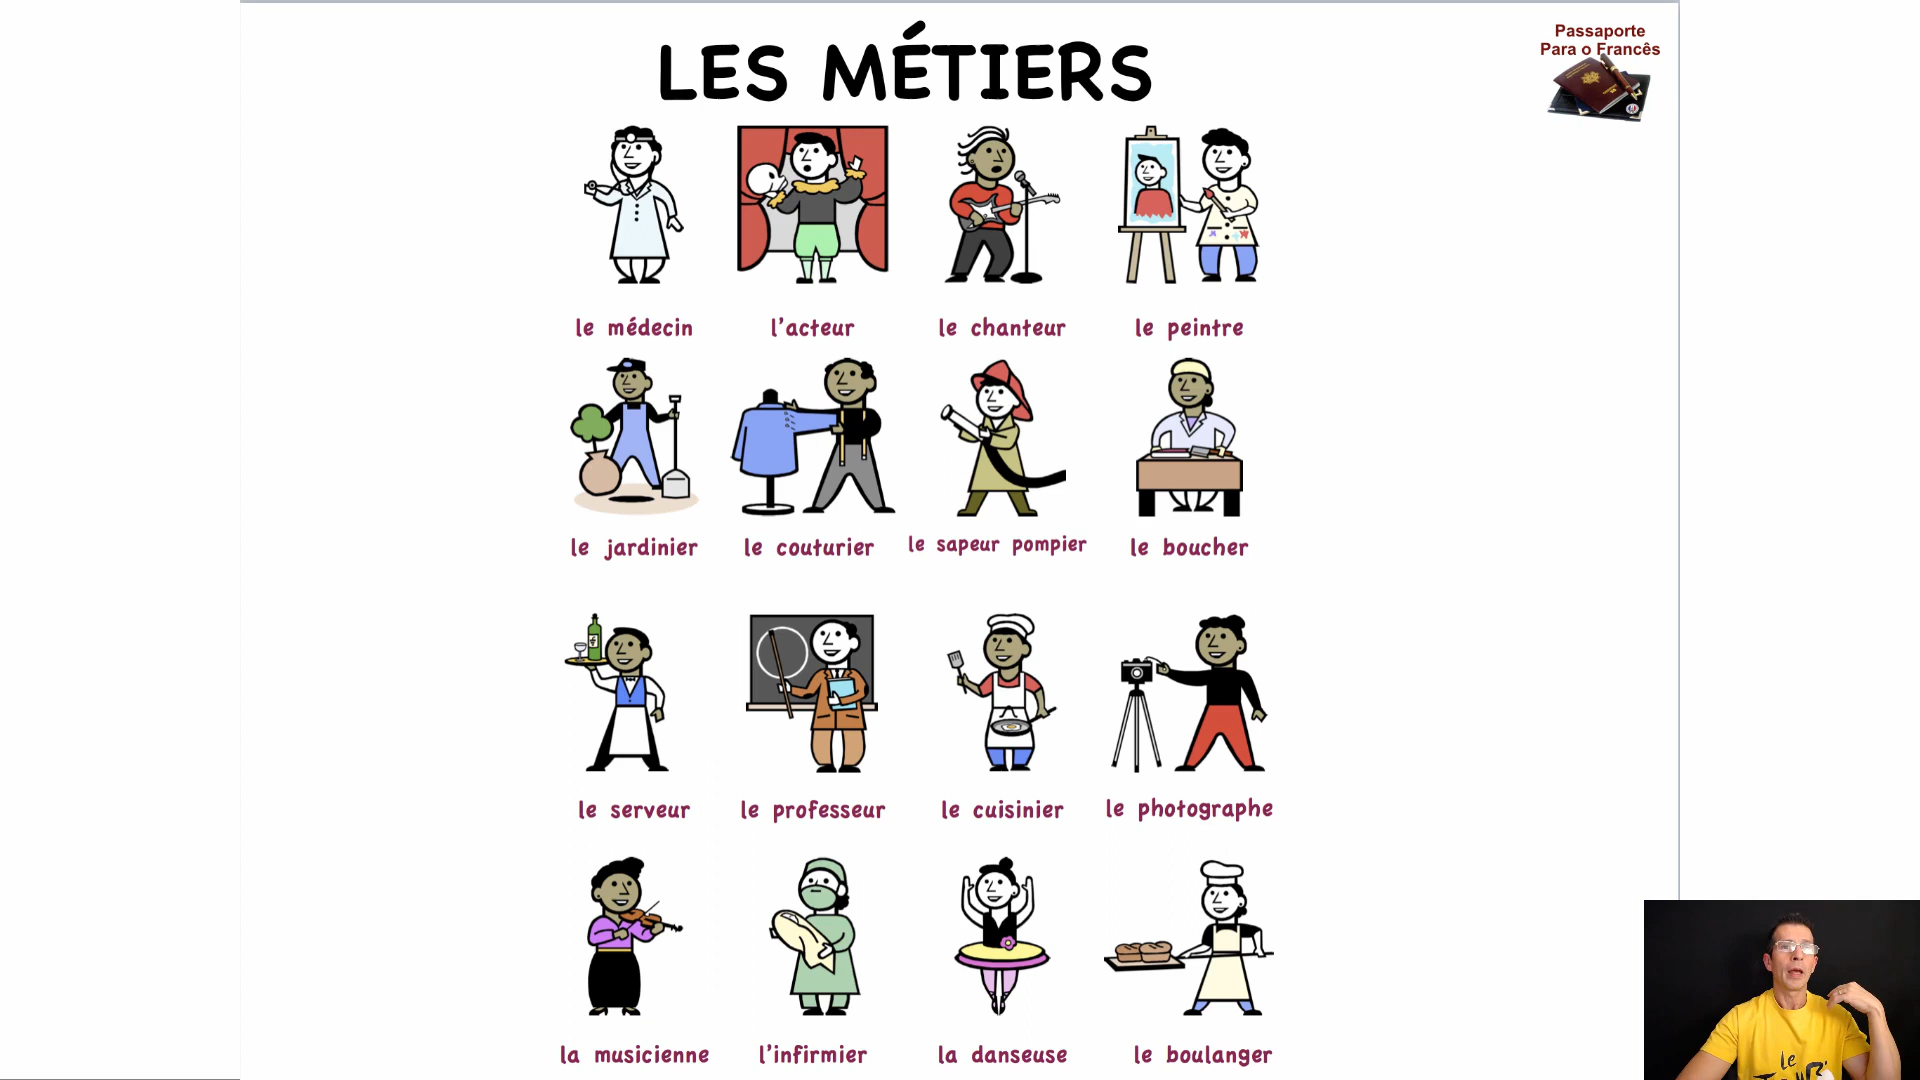 LES MÉTIERS
Passaporte
Para o Francês
le médecin
l'acteur
le chanteur
le peintre
le jardinier
le couturier
le sapeur pompier
le boucher
le serveur
le professeur
le cuisinier
le photographe
la musicienne
l'infirmier
la danseuse
le boulanger
le